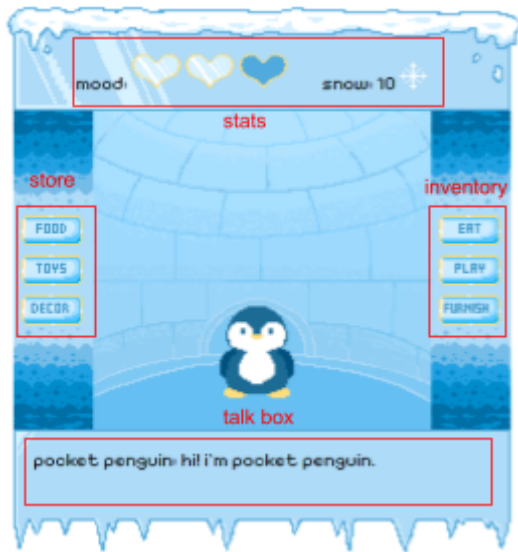 mood: snow: 10
stats
store
inventory
FOOD
EAT
TOYS
PLAY
DECOR
FURNISH
talk box
pocket penguin: hi! i'm pocket penguin.